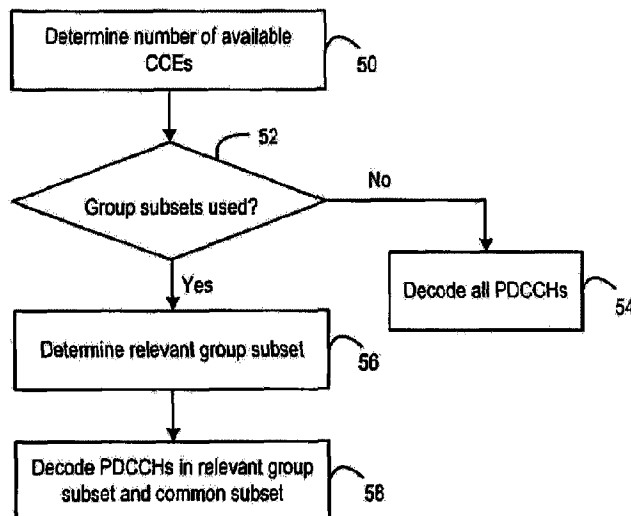 Determine number of available
CCEs
50
52
Group subsets used?
No
Yes
Decode all PDCCHs
54
Determine relevant group subset
56
Decode PDCCHs in relevant group
subset and common subset
58